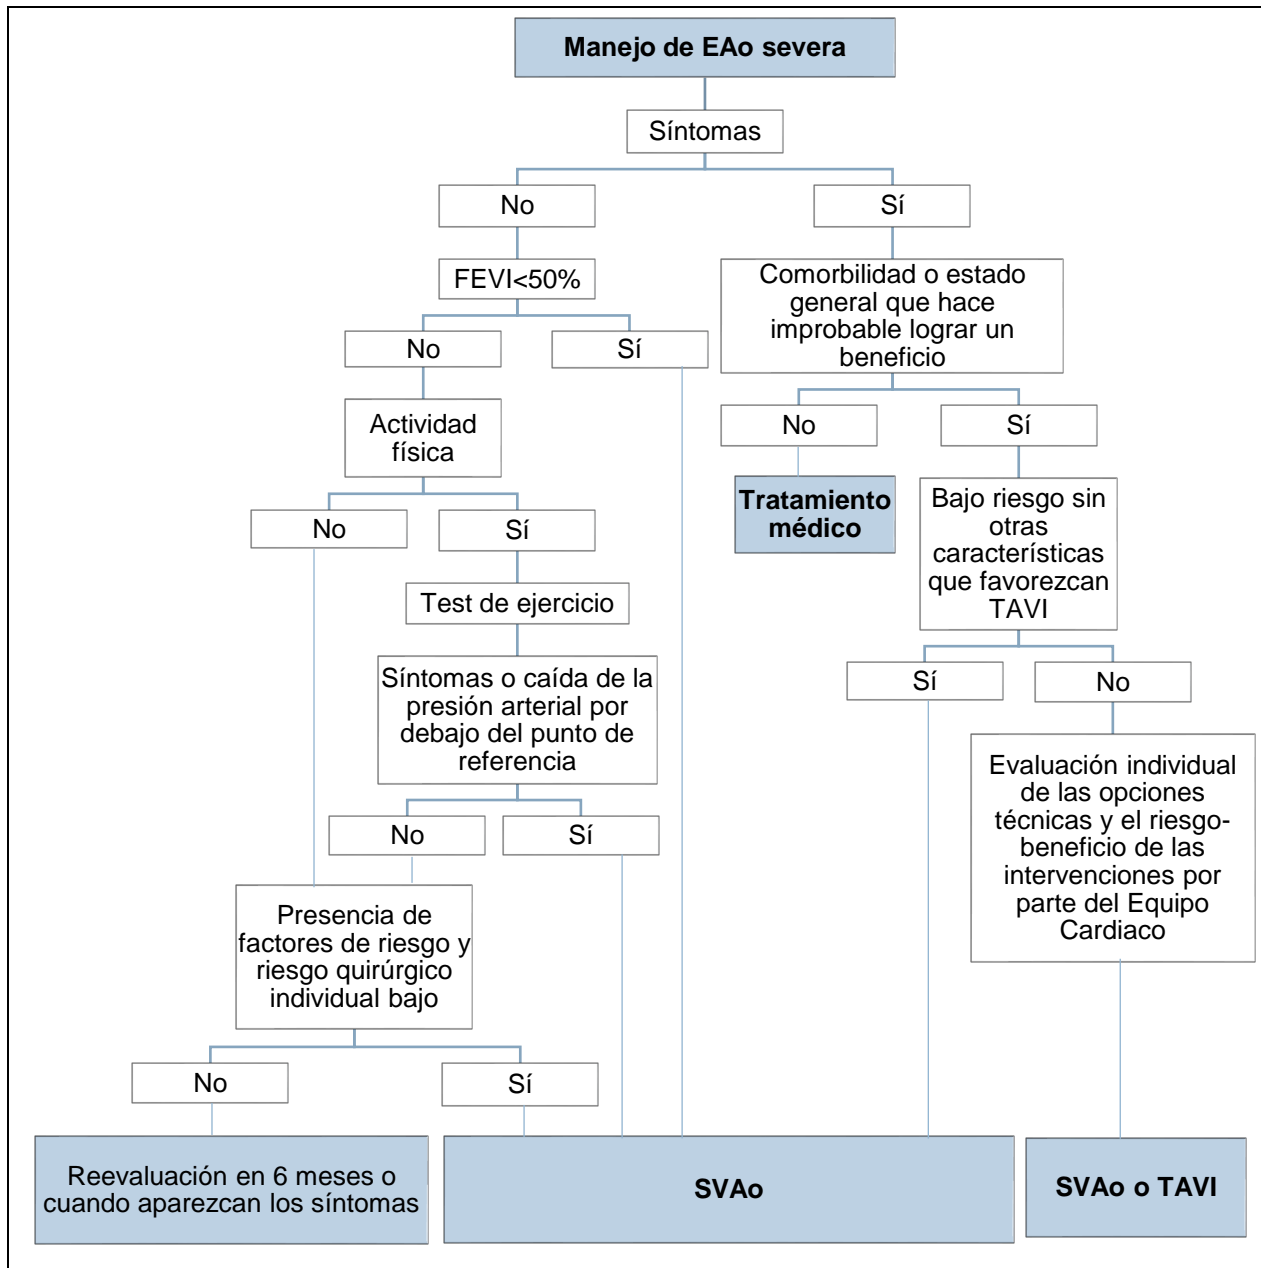 Manejo de EAo severa
Síntomas
No
Sí
FEVI<50%
Comorbilidad o estado
general que hace
improbable lograr un
beneficio
No
Sí
No
Sí
Actividad
física
Tratamiento
médico
Bajo riesgo sin
otras
características
que favorezcan
TAVI
No
Sí
Test de ejercicio
Síntomas o caída de la
presión arterial por
debajo del punto de
referencia
Sí
No
No
Sí
Evaluación individual
de las opciones
técnicas y el riesgo-
beneficio de las
intervenciones por
parte del Equipo
Cardiaco
Presencia de
factores de riesgo y
riesgo quirúrgico
individual bajo
No
Sí
Reevaluación en 6 meses o
cuando aparezcan los síntomas
SVAo
SVAo o TAVI